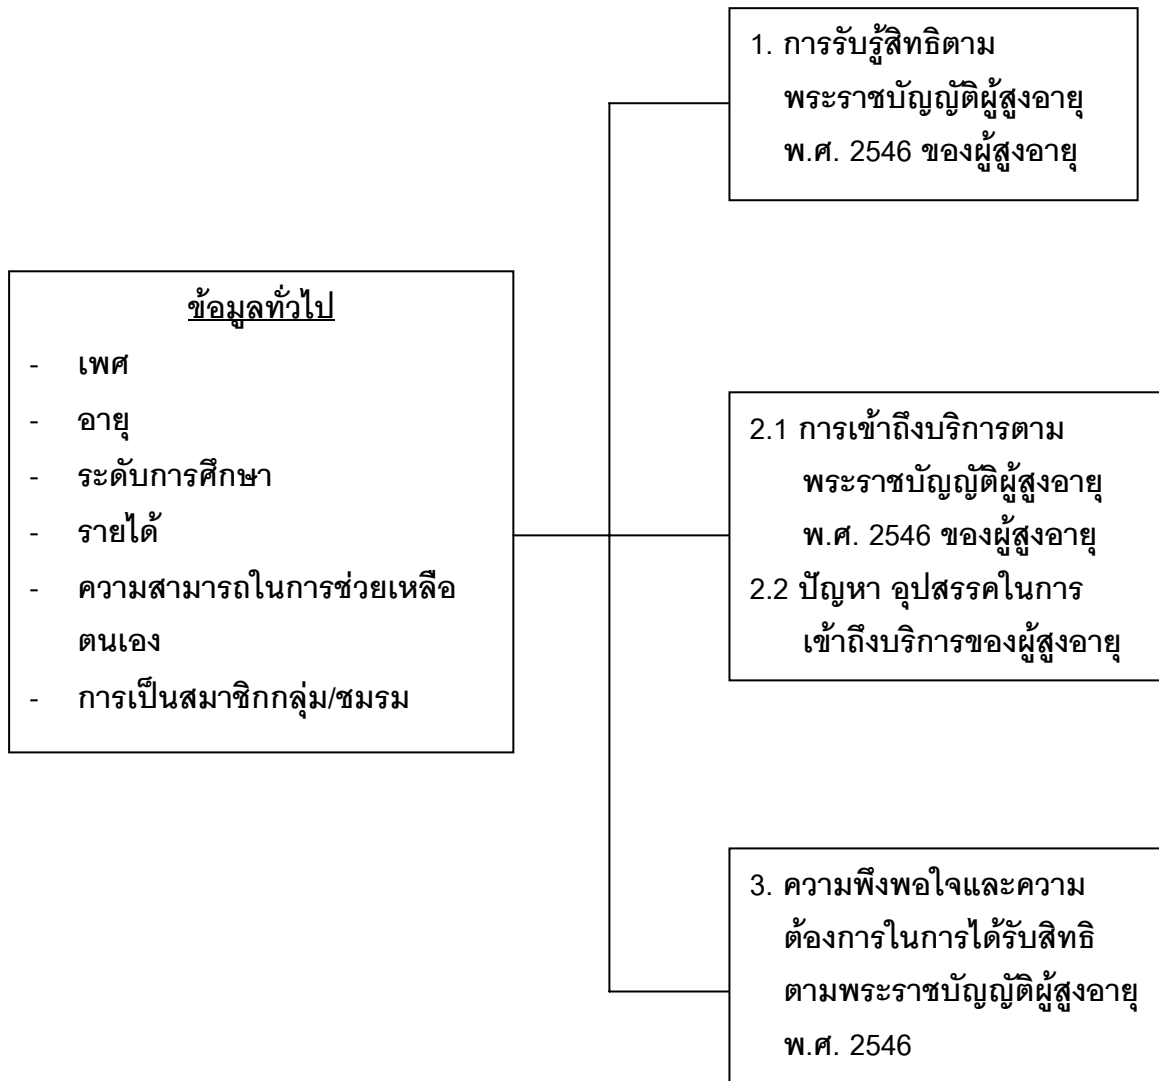 ข้อมูลทั่วไป
- เพศ
- อายุ
- ระดับการศึกษา
- รายได้
- ความสามารถในการช่วยเหลือ
ตนเอง
- การเป็นสมาชิกกลุ่ม/ชมรม
1. การรับรู้สิทธิตาม
พระราชบัญญัติผู้สูงอายุ
พ.ศ. 2546 ของผู้สูงอายุ
2.1 การเข้าถึงบริการตาม
พระราชบัญญัติผู้สูงอายุ
พ.ศ. 2546 ของผู้สูงอายุ
2.2 ปัญหา อุปสรรคในการ
เข้าถึงบริการของผู้สูงอายุ
3. ความพึงพอใจและความ
ต้องการในการได้รับสิทธิ
ตามพระราชบัญญัติผู้สูงอายุ
พ.ศ. 2546